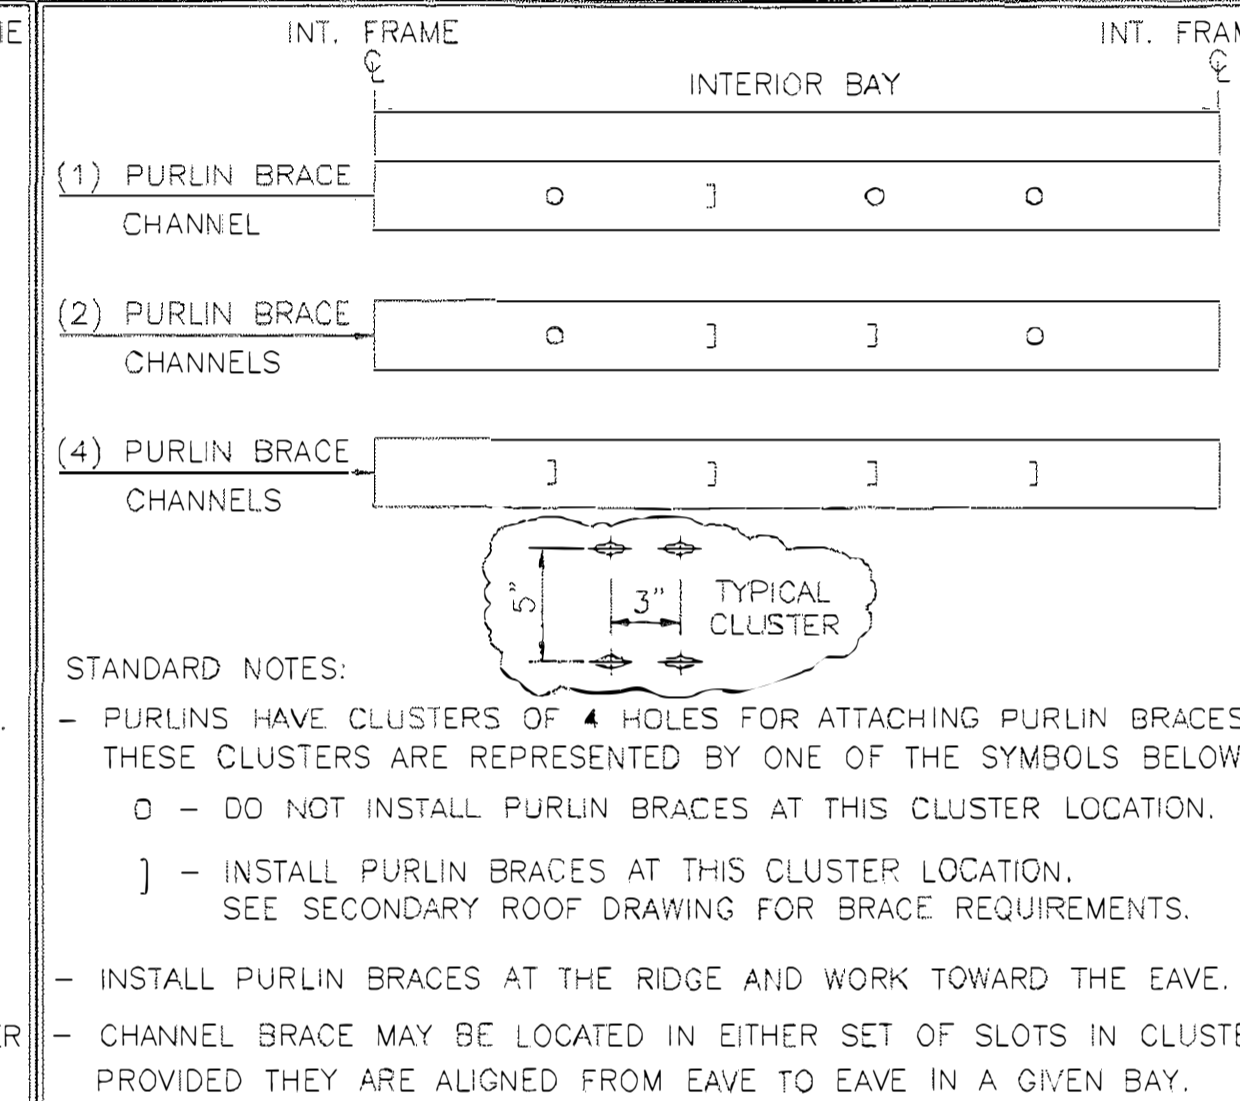 E
INT. FRAME
INT. FRAM
℄
℄
INTERIOR BAY
(1) PURLIN BRACE
CHANNEL
O ] O O
(2) PURLIN BRACE
CHANNELS
O ] ] O
(4) PURLIN BRACE
CHANNELS
] ] ] ]
5"
3"
TYPICAL
CLUSTER
STANDARD NOTES:
.
- PURLINS HAVE CLUSTERS OF 4 HOLES FOR ATTACHING PURLIN BRACES
THESE CLUSTERS ARE REPRESENTED BY ONE OF THE SYMBOLS BELOW
O - DO NOT INSTALL PURLIN BRACES AT THIS CLUSTER LOCATION.
] - INSTALL PURLIN BRACES AT THIS CLUSTER LOCATION.
SEE SECONDARY ROOF DRAWING FOR BRACE REQUIREMENTS.
- INSTALL PURLIN BRACES AT THE RIDGE AND WORK TOWARD THE EAVE.
ER
- CHANNEL BRACE MAY BE LOCATED IN EITHER SET OF SLOTS IN CLUSTE
PROVIDED THEY ARE ALIGNED FROM EAVE TO EAVE IN A GIVEN BAY.